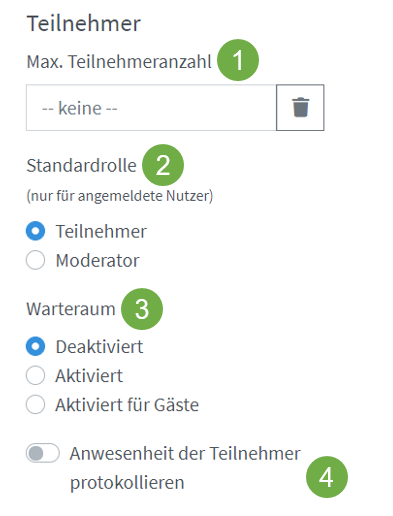 Teilnehmer
Max. Teilnehmeranzahl 1
-- keine --
Standardrolle 2
(nur für angemeldete Nutzer)
Teilnehmer
Moderator
Warteraum 3
Deaktiviert
Aktiviert
Aktiviert für Gäste
Anwesenheit der Teilnehmer
protokollieren 4